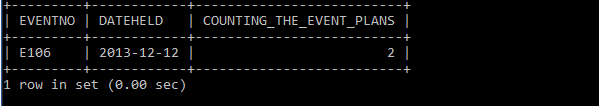 +---------+------------+--------------------------+
| EVENTNO | DATEHELD   | COUNTING_THE_EVENT_PLANS |
+---------+------------+--------------------------+
| E106    | 2013-12-12 |                        2 |
+---------+------------+--------------------------+
1 row in set (0.00 sec)